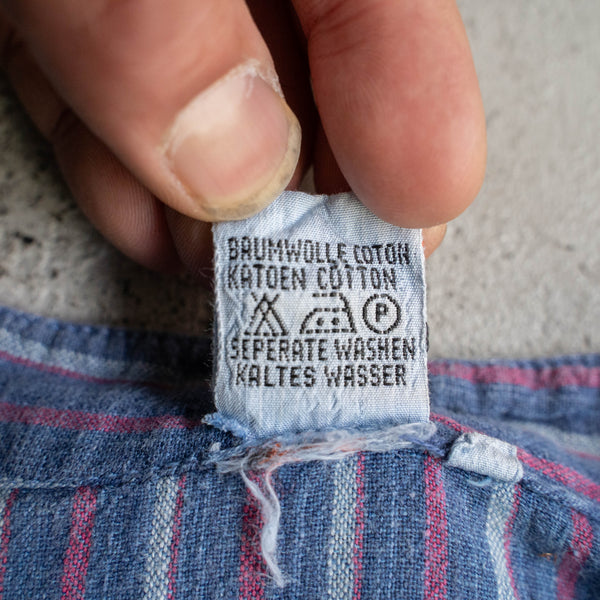 BAUMWOLLE COTON
KATOEN COTTON
P
SEPERATE WASHEN
KALTES WASSER